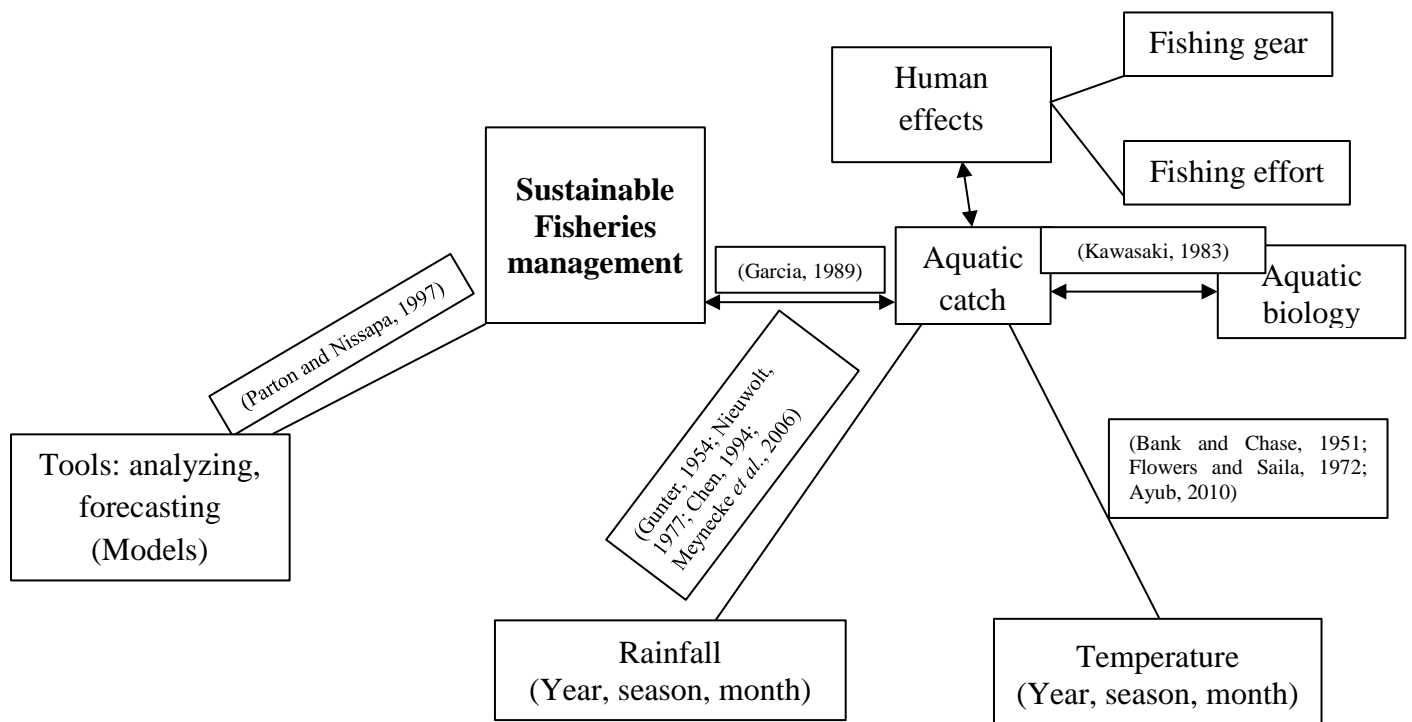 Fishing gear
Human
effects
Fishing effort
Sustainable
Fisheries
management
(Garcia, 1989)
Aquatic
catch
(Kawasaki, 1983)
Aquatic
biology
(Parton and Nissapa, 1997)
Tools: analyzing,
forecasting
(Models)
(Gunter, 1954; Nieuwolt,
1977; Chen, 1994;
Meynecke et al., 2006)
(Bank and Chase, 1951;
Flowers and Saila, 1972;
Ayub, 2010)
Rainfall
(Year, season, month)
Temperature
(Year, season, month)